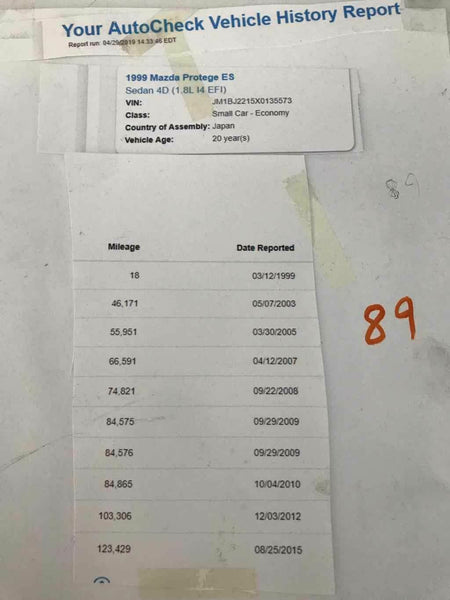 Your AutoCheck Vehicle History Report
Report run: 04/29/2019 14:33:46 EDT
1999 Mazda Protege ES
Sedan 4D (1.8L I4 EFI)
VIN: JM1BJ2215X0135573
Class: Small Car - Economy
Country of Assembly: Japan
Vehicle Age: 20 year(s)
89
Mileage Date Reported
18 03/12/1999
46,171 05/07/2003
89
55,951 03/30/2005
66,591 04/12/2007
74,821 09/22/2008
84,575 09/29/2009
84,576 09/29/2009
84,865 10/04/2010
103,306 12/03/2012
123,429 08/25/2015